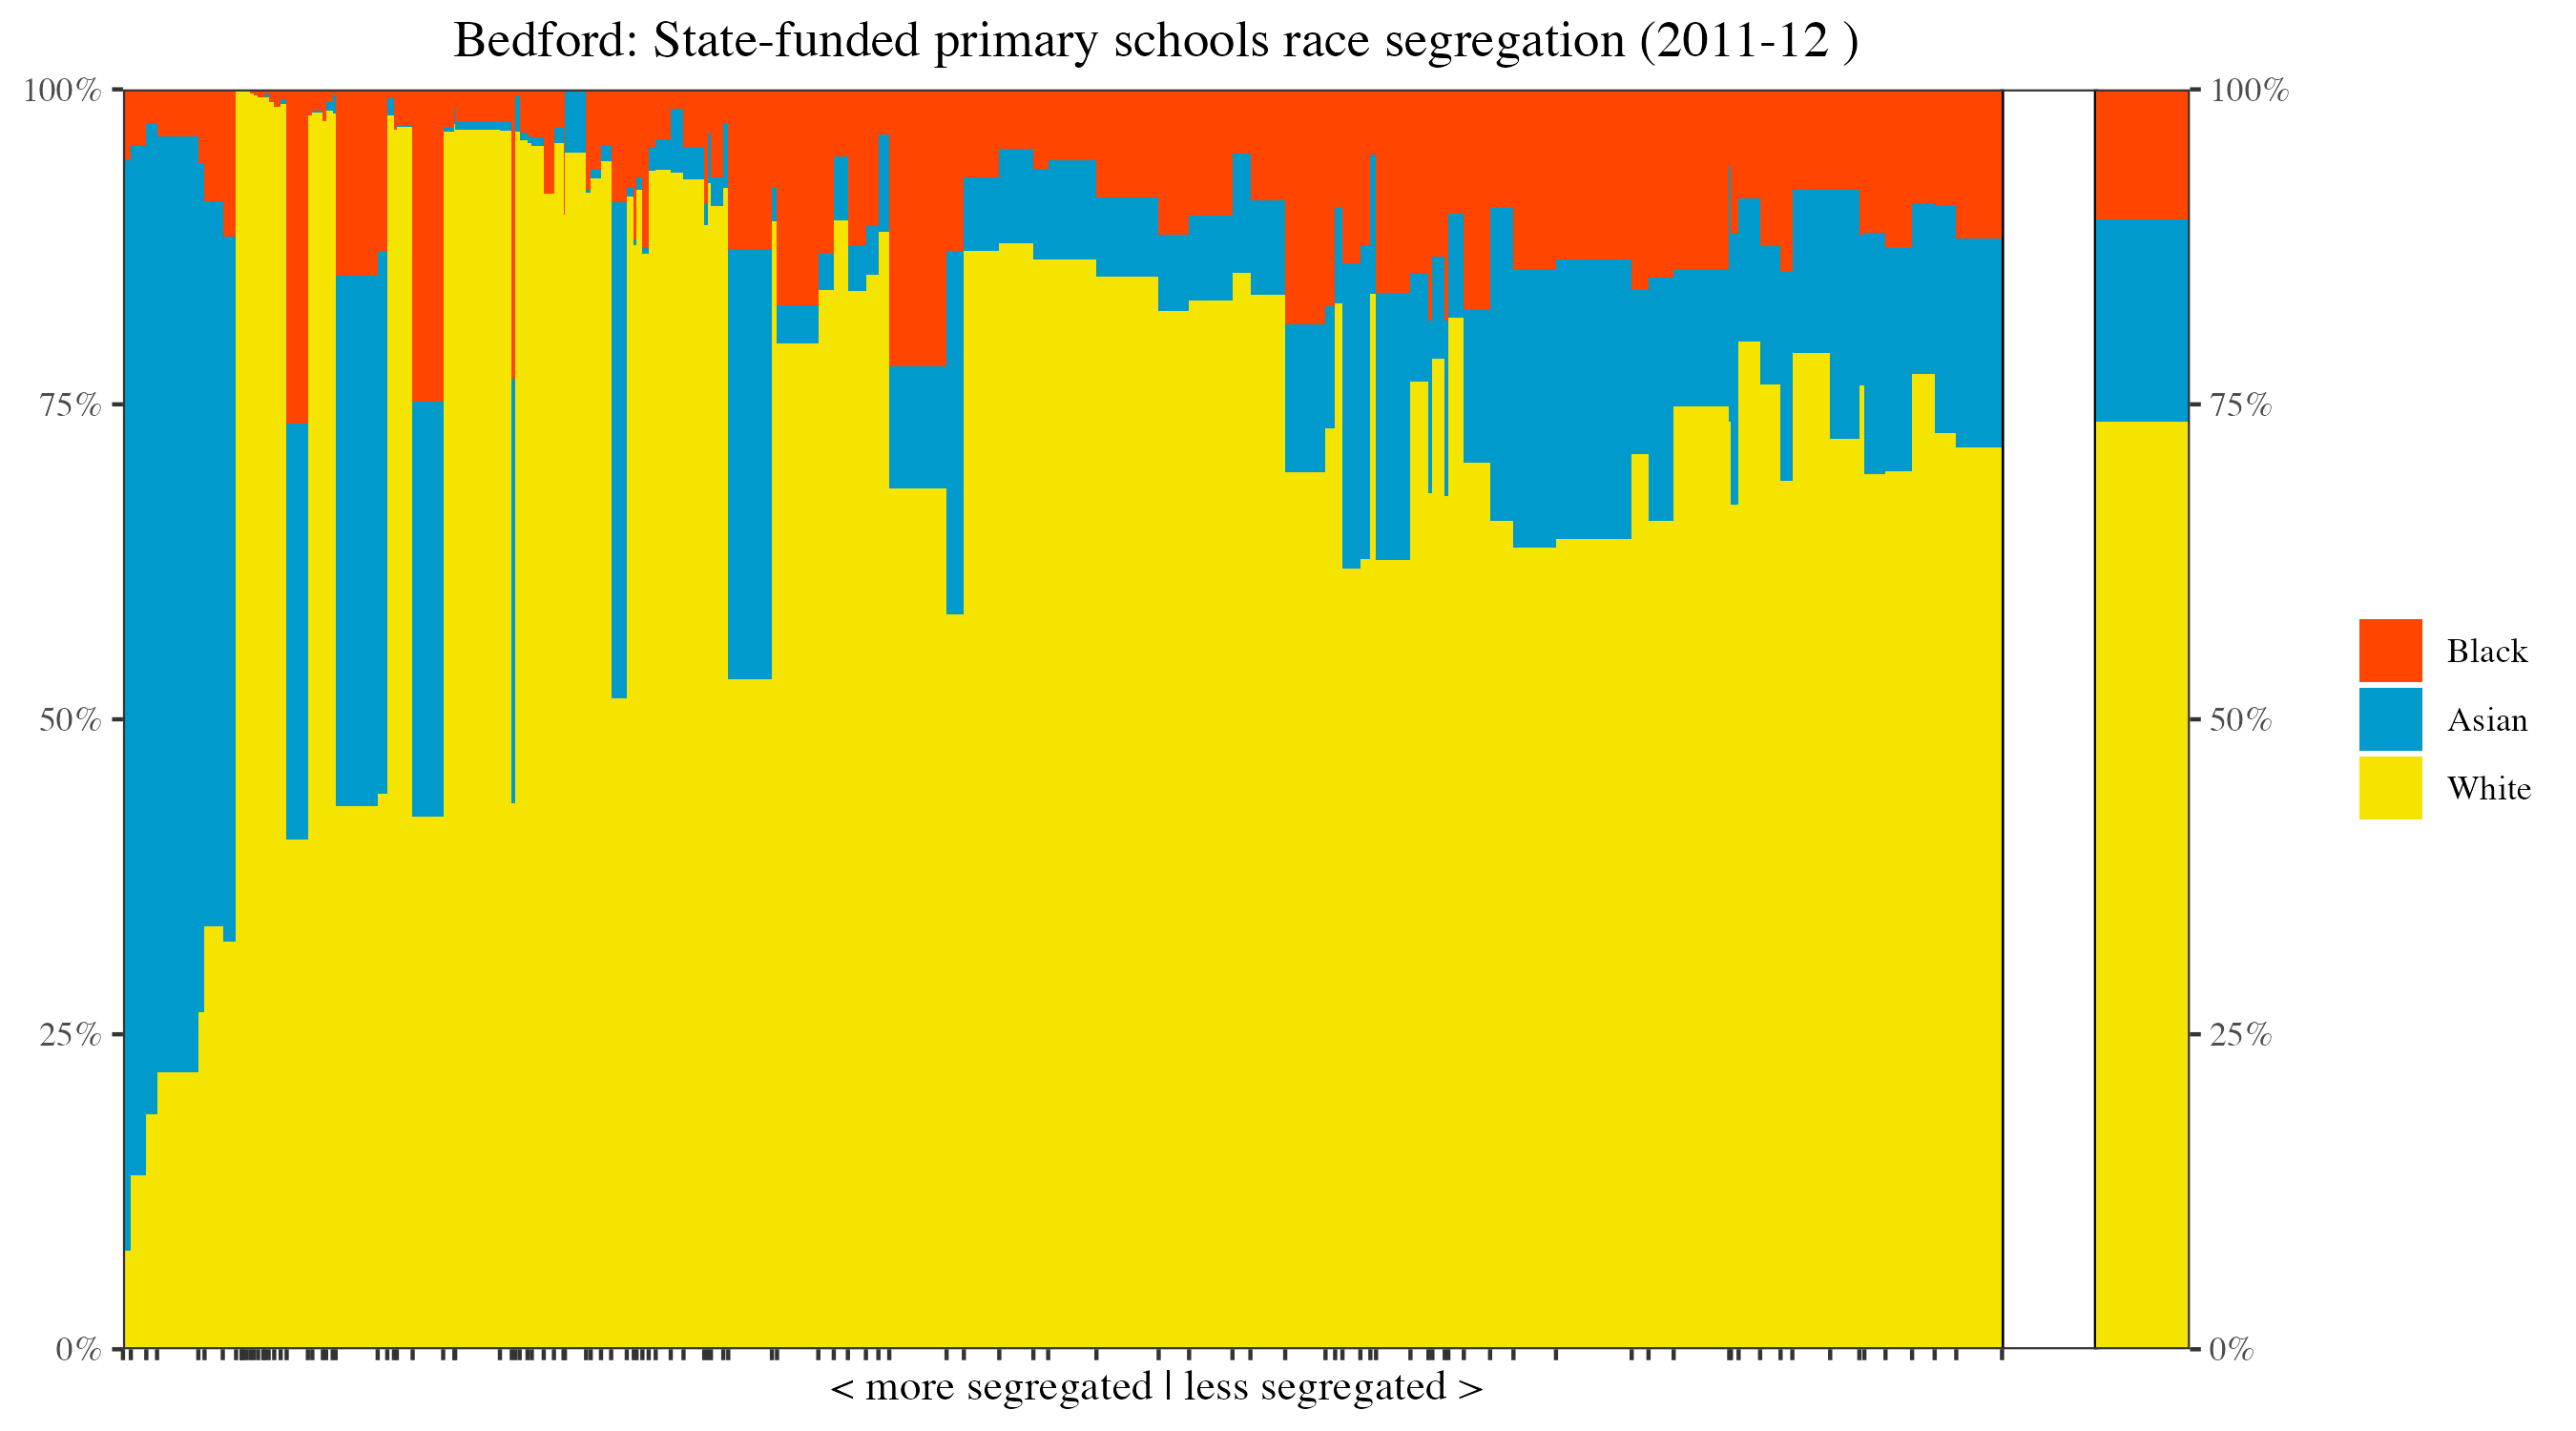 Bedford: State-funded primary schools race segregation (2011-12 )
100%
75%
50%
25%
0%
100%
75%
50%
25%
0%
Black
Asian
White
< more segregated | less segregated >